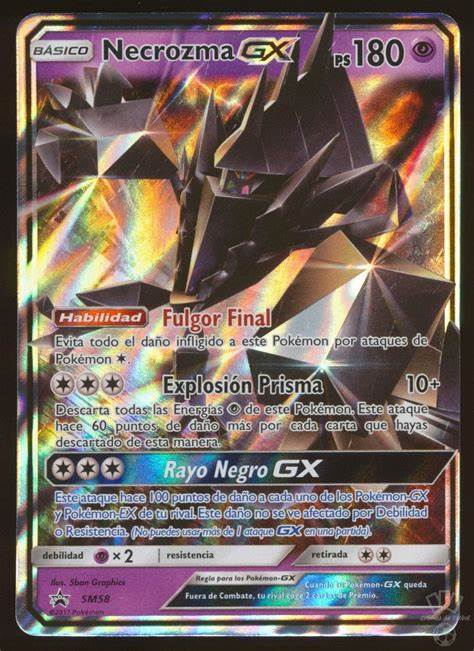 BÁSICO Necrozma GX PS 180
Habilidad Fulgor Final
Evita todo el daño infligido a este Pokémon por ataques de
Pokémon.
Explosión Prisma 10+
Descarta todas las Energías de este Pokémon. Este ataque
hace 60 puntos de daño más por cada carta que hayas
descartado de esta manera.
Rayo Negro GX
Este ataque hace 100 puntos de daño a cada uno de los Pokémon-GX
y Pokémon-EX de tu rival. Este daño no se ve afectado por Debilidad
o Resistencia. (No puedes usar más de 1 ataque GX en una partida).
debilidad ×2 resistencia retirada
Ilus. 5ban Graphics
Regla para los Pokémon-GX Cuando tu Pokémon-GX queda
Fuera de Combate, tu rival coge 2 cartas de Premio.
PROMO SM58
©2017 Pokémon